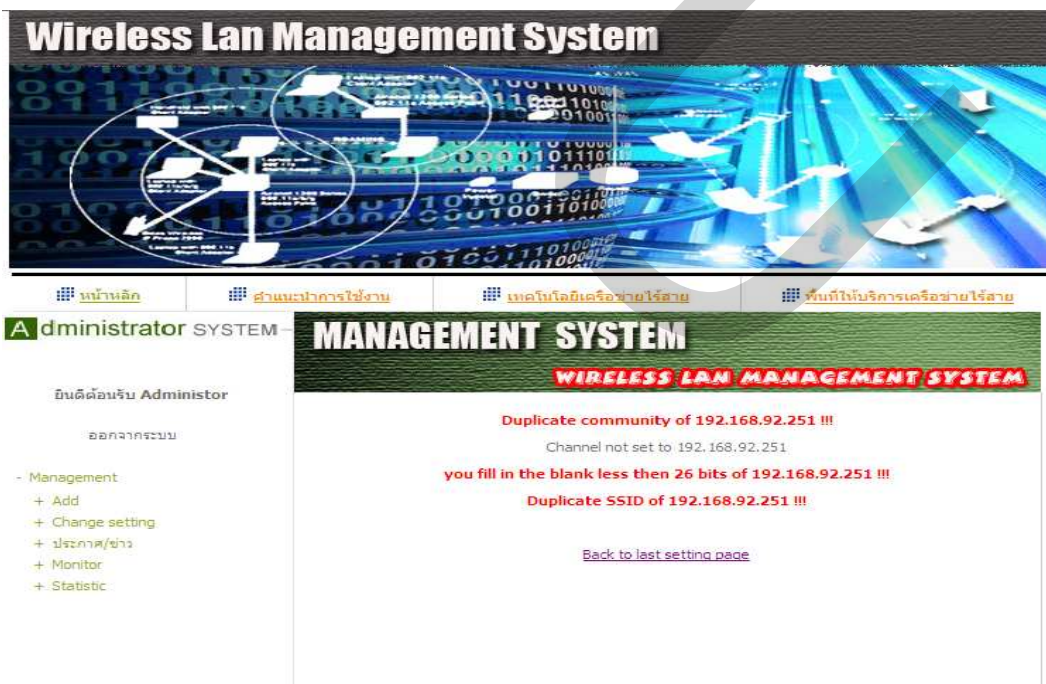 Wireless Lan Management System
หน้าหลัก
คำแนะนำการใช้งาน
เทคโนโลยีเครือข่ายไร้สาย
พื้นที่ให้บริการเครือข่ายไร้สาย
Administrator SYSTEM
MANAGEMENT SYSTEM
WIRELESS LAN MANAGEMENT SYSTEM
ยินดีต้อนรับ Administor
ออกจากระบบ
- Management
+ Add
+ Change setting
+ ประกาศ/ข่าว
+ Monitor
+ Statistic
Duplicate community of 192.168.92.251 !!!
Channel not set to 192.168.92.251
you fill in the blank less then 26 bits of 192.168.92.251 !!!
Duplicate SSID of 192.168.92.251 !!!
Back to last setting page